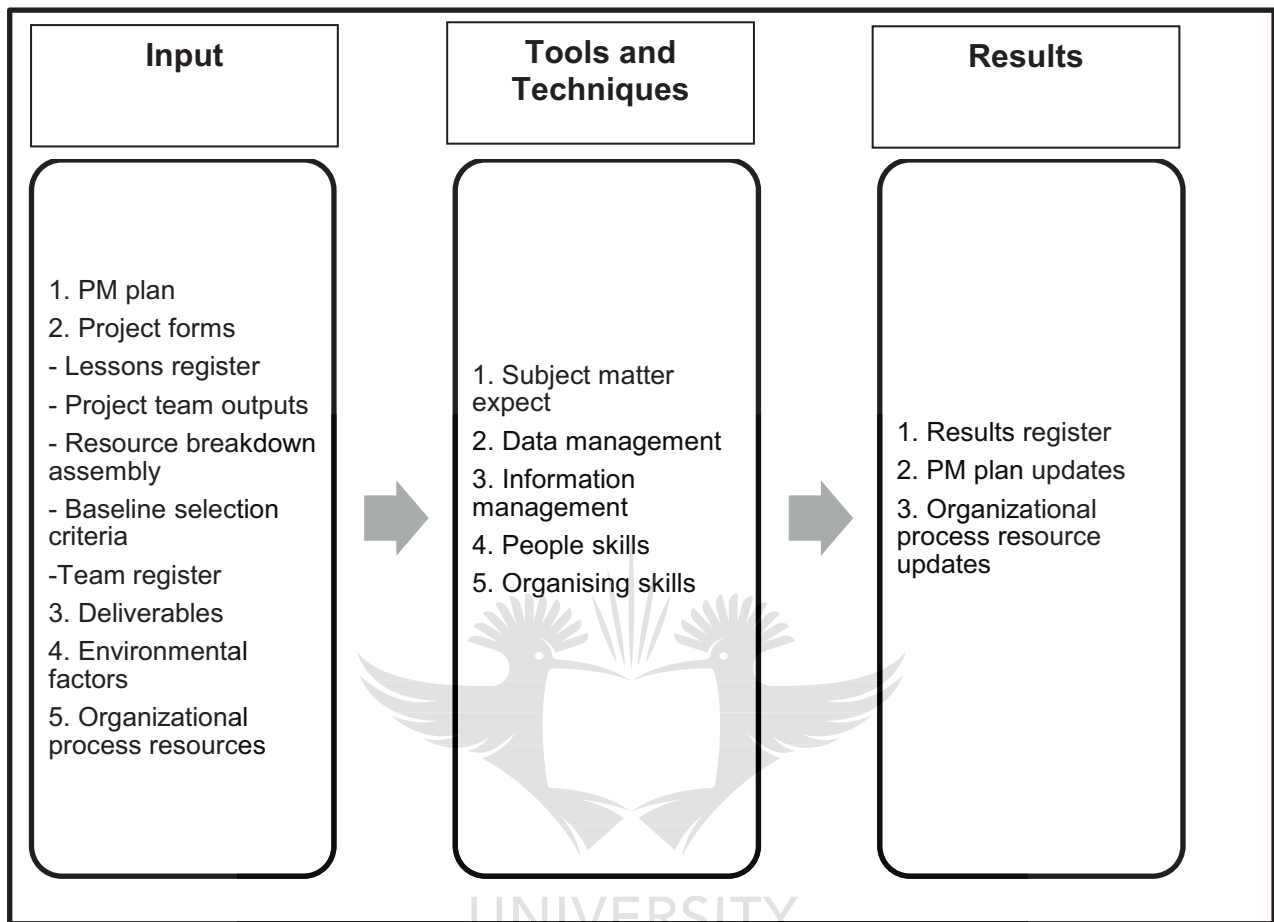 Input
Tools and
Techniques
Results
1. PM plan
2. Project forms
- Lessons register
- Project team outputs
- Resource breakdown
assembly
- Baseline selection
criteria
-Team register
3. Deliverables
4. Environmental
factors
5. Organizational
process resources
1. Subject matter
expect
2. Data management
3. Information
management
4. People skills
5. Organising skills
1. Results register
2. PM plan updates
3. Organizational
process resource
updates
UNIVERSITY